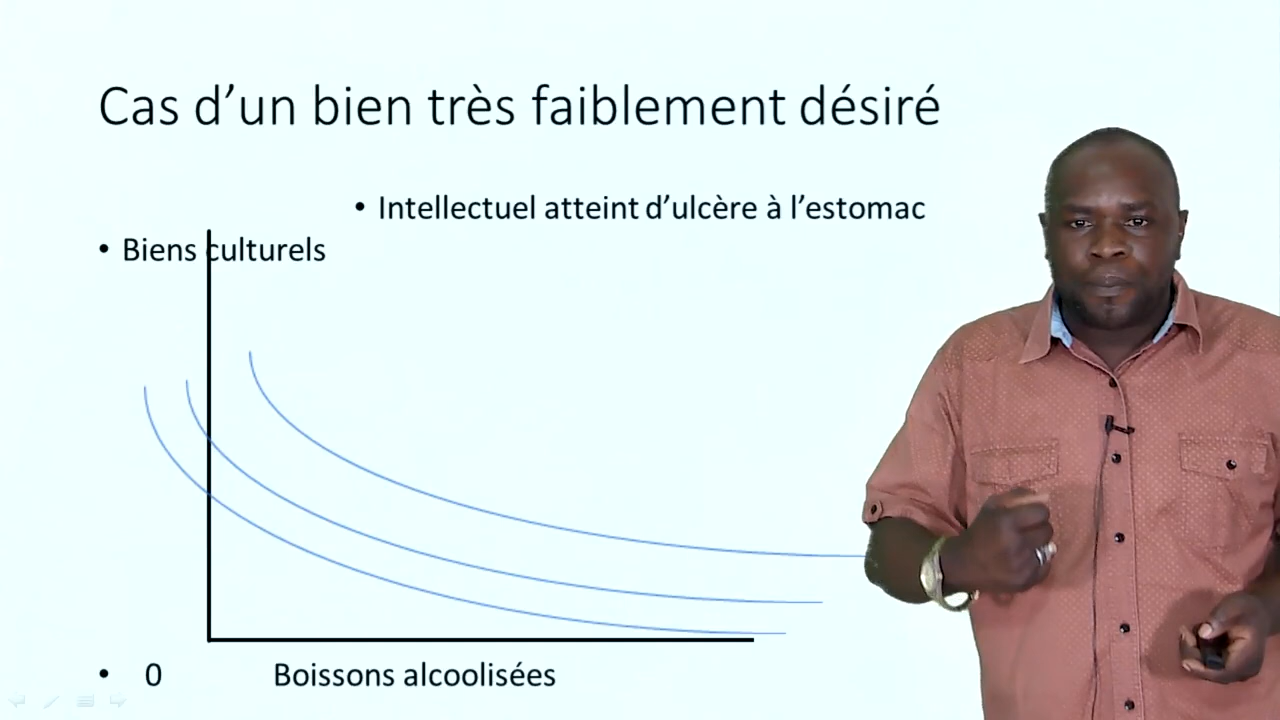 Cas d’un bien très faiblement désiré
• Intellectuel atteint d’ulcère à l’estomac
• Biens culturels
• 0 Boissons alcoolisées